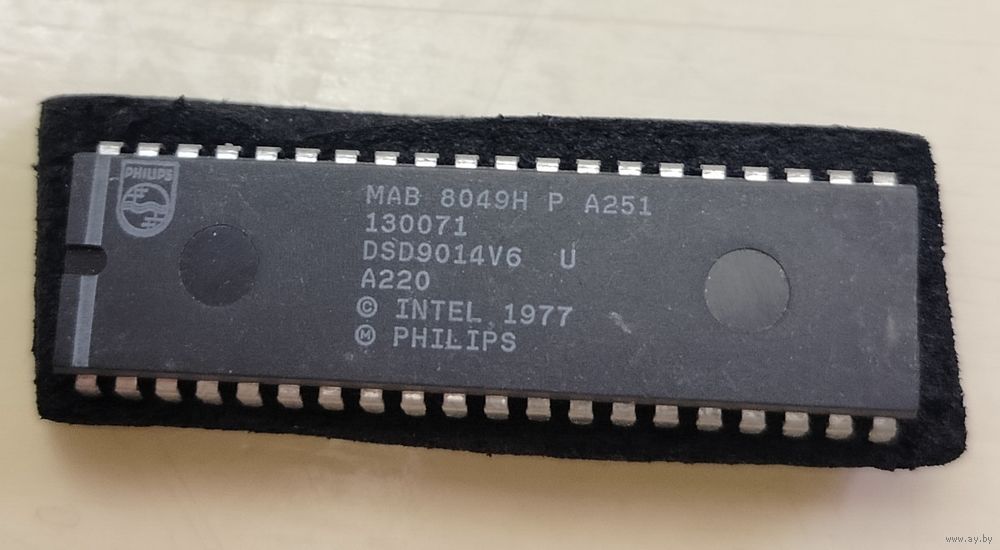 PHILIPS
MAB 8049H P A251
130071
DSD9014V6 U
A220
© INTEL 1977
Ⓜ PHILIPS
www.ay.by